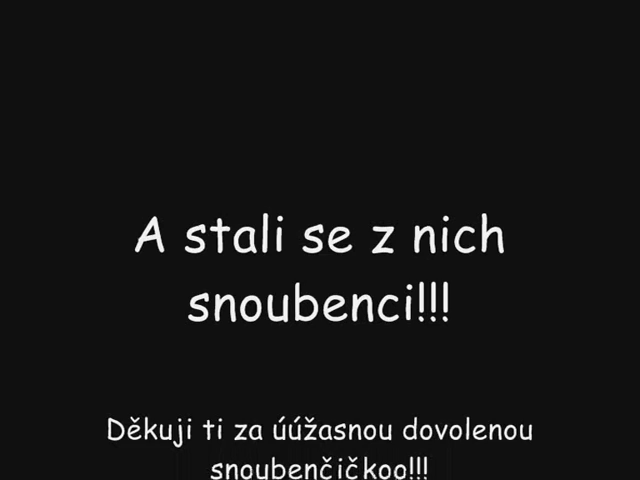 A stali se z nich
snoubenci!!!
Děkuji ti za úúžasnou dovolenou
snoubenčičkoo!!!